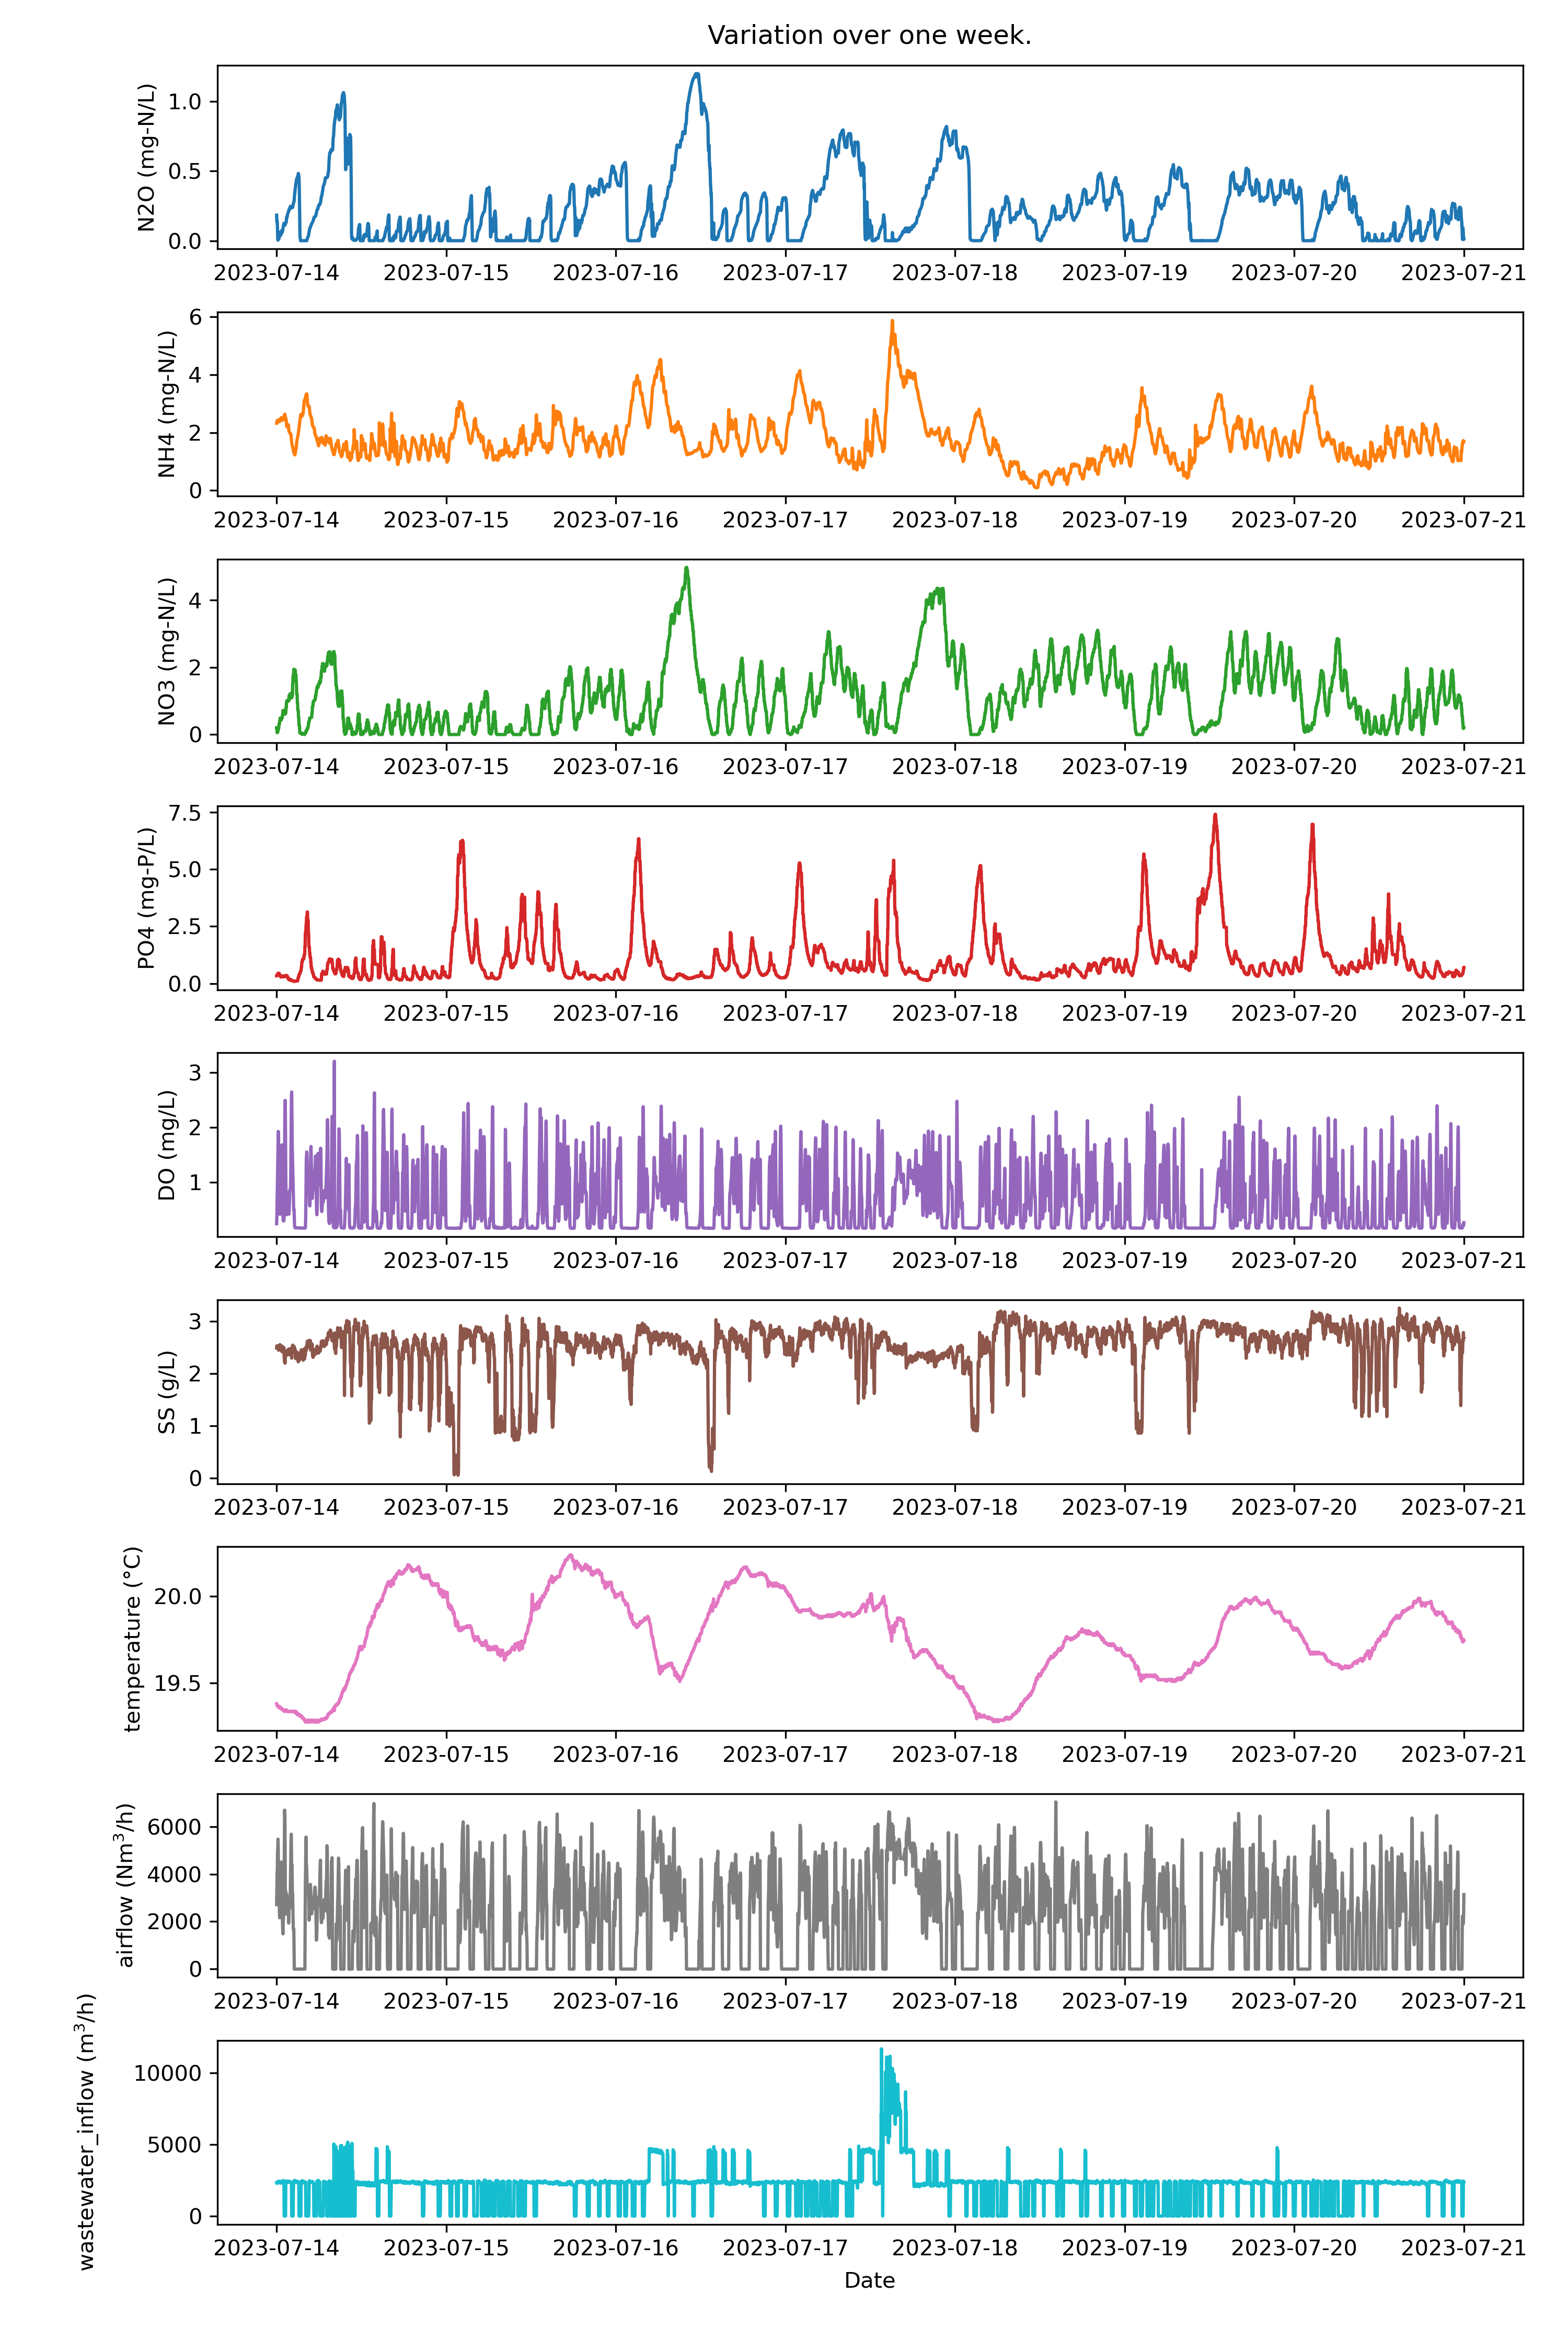 Variation over one week.
N2O (mg-N/L)
1.0
0.5
0.0
2023-07-14 2023-07-15 2023-07-16 2023-07-17 2023-07-18 2023-07-19 2023-07-20 2023-07-21
NH4 (mg-N/L)
6
4
2
0
2023-07-14 2023-07-15 2023-07-16 2023-07-17 2023-07-18 2023-07-19 2023-07-20 2023-07-21
NO3 (mg-N/L)
4
2
0
2023-07-14 2023-07-15 2023-07-16 2023-07-17 2023-07-18 2023-07-19 2023-07-20 2023-07-21
PO4 (mg-P/L)
7.5
5.0
2.5
0.0
2023-07-14 2023-07-15 2023-07-16 2023-07-17 2023-07-18 2023-07-19 2023-07-20 2023-07-21
DO (mg/L)
3
2
1
2023-07-14 2023-07-15 2023-07-16 2023-07-17 2023-07-18 2023-07-19 2023-07-20 2023-07-21
SS (g/L)
3
2
1
0
2023-07-14 2023-07-15 2023-07-16 2023-07-17 2023-07-18 2023-07-19 2023-07-20 2023-07-21
temperature (°C)
20.0
19.5
2023-07-14 2023-07-15 2023-07-16 2023-07-17 2023-07-18 2023-07-19 2023-07-20 2023-07-21
airflow (Nm³/h)
6000
4000
2000
0
2023-07-14 2023-07-15 2023-07-16 2023-07-17 2023-07-18 2023-07-19 2023-07-20 2023-07-21
wastewater_inflow (m³/h)
10000
5000
0
2023-07-14 2023-07-15 2023-07-16 2023-07-17 2023-07-18 2023-07-19 2023-07-20 2023-07-21
Date